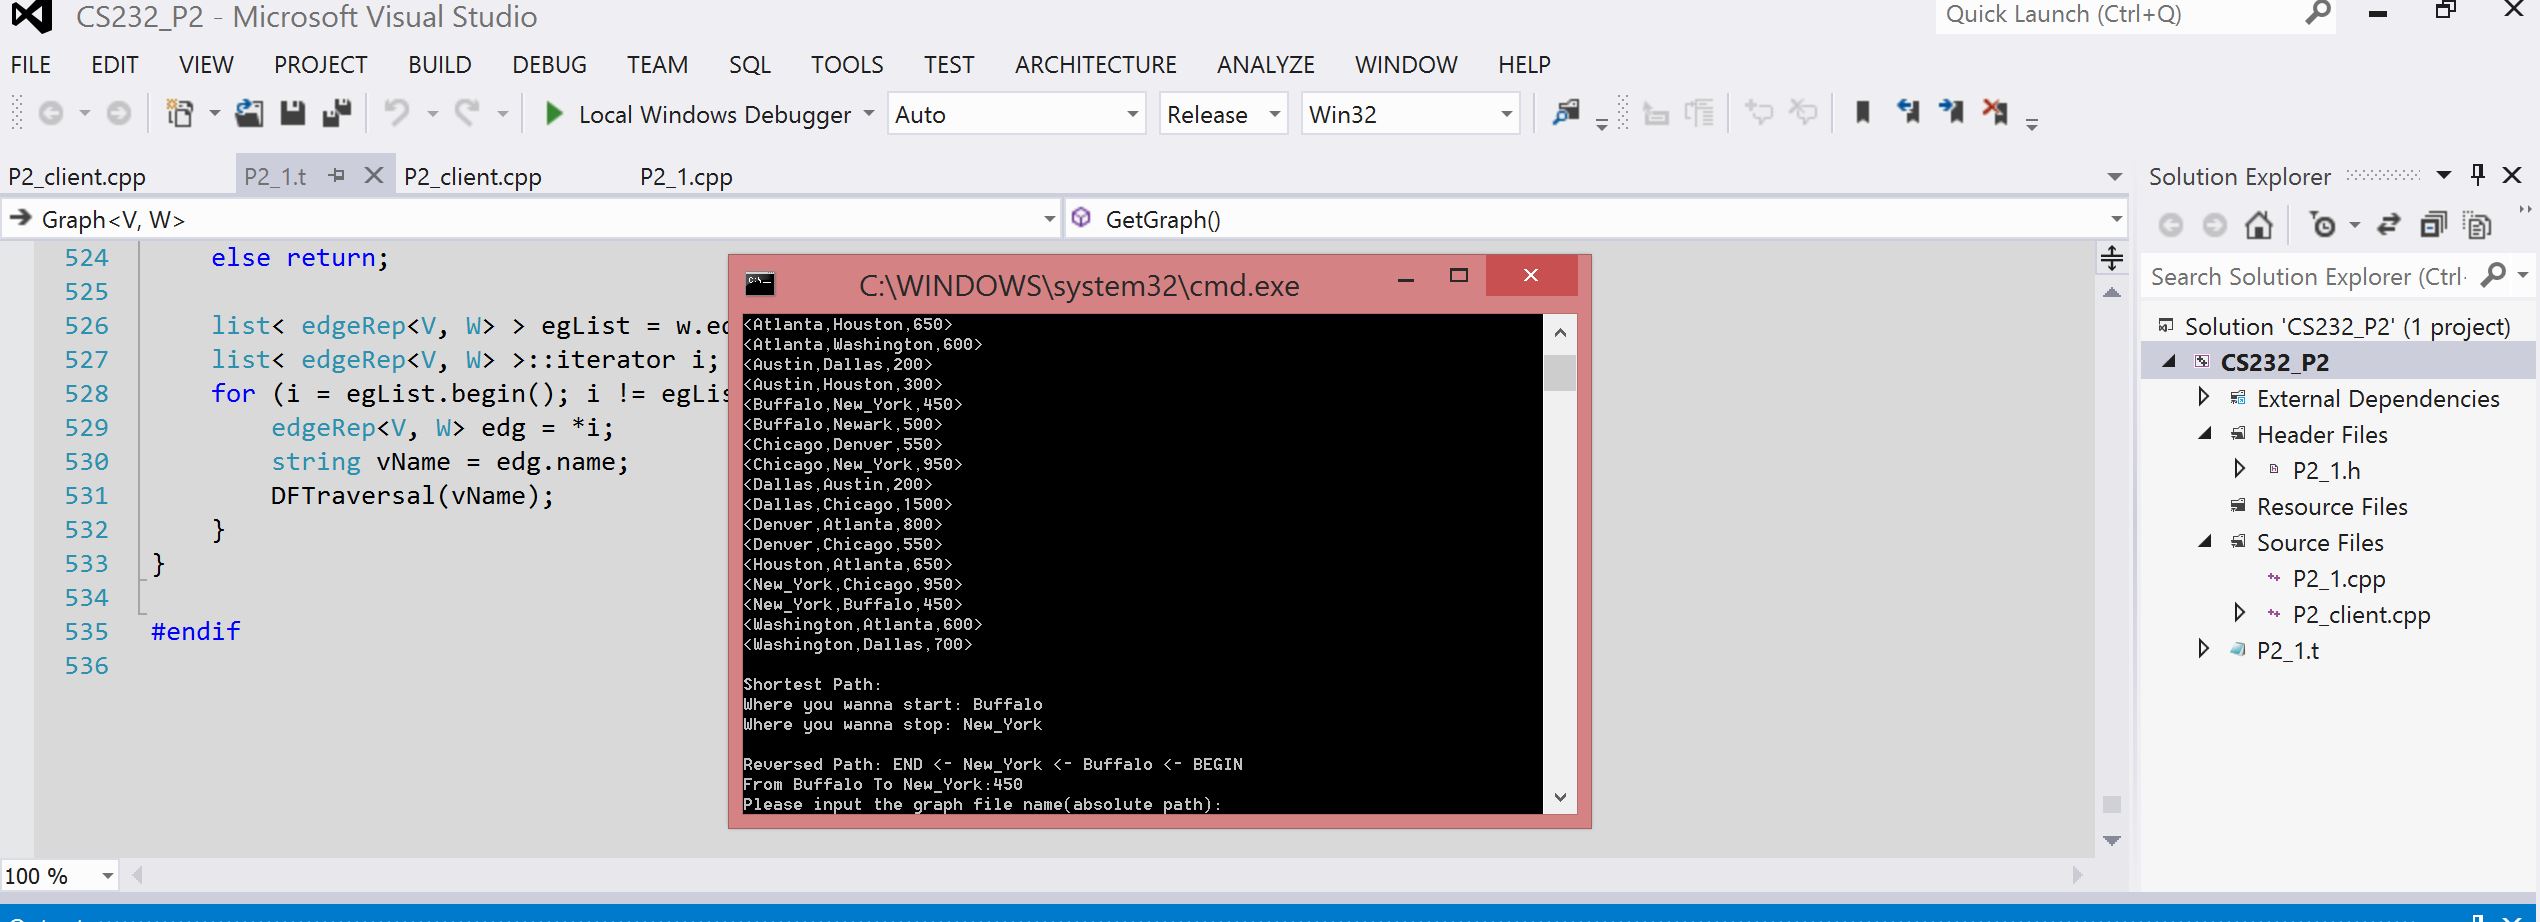 CS232_P2 - Microsoft Visual Studio
Quick Launch (Ctrl+Q)
FILE EDIT VIEW PROJECT BUILD DEBUG TEAM SQL TOOLS TEST ARCHITECTURE ANALYZE WINDOW HELP
Local Windows Debugger Auto Release Win32
P2_client.cpp P2_1.t P2_client.cpp P2_1.cpp
Graph<V, W> GetGraph()
524 else return;
525
526 list< edgeRep<V, W> > egList = w.ed
527 list< edgeRep<V, W> >::iterator i;
528 for (i = egList.begin(); i != egLis
529 edgeRep<V, W> edg = *i;
530 string vName = edg.name;
531 DFTraversal(vName);
532 }
533 }
534
535 #endif
536
100 %
C:\WINDOWS\system32\cmd.exe
<Atlanta,Houston,650>
<Atlanta,Washington,600>
<Austin,Dallas,200>
<Austin,Houston,300>
<Buffalo,New_York,450>
<Buffalo,Newark,500>
<Chicago,Denver,550>
<Chicago,New_York,950>
<Dallas,Austin,200>
<Dallas,Chicago,1500>
<Denver,Atlanta,800>
<Denver,Chicago,550>
<Houston,Atlanta,650>
<New_York,Chicago,950>
<New_York,Buffalo,450>
<Washington,Atlanta,600>
<Washington,Dallas,700>
Shortest Path:
Where you wanna start: Buffalo
Where you wanna stop: New_York
Reversed Path: END <- New_York <- Buffalo <- BEGIN
From Buffalo To New_York:450
Please input the graph file name(absolute path):
Solution Explorer
Search Solution Explorer (Ctrl-
Solution 'CS232_P2' (1 project)
CS232_P2
External Dependencies
Header Files
P2_1.h
Resource Files
Source Files
P2_1.cpp
P2_client.cpp
P2_1.t